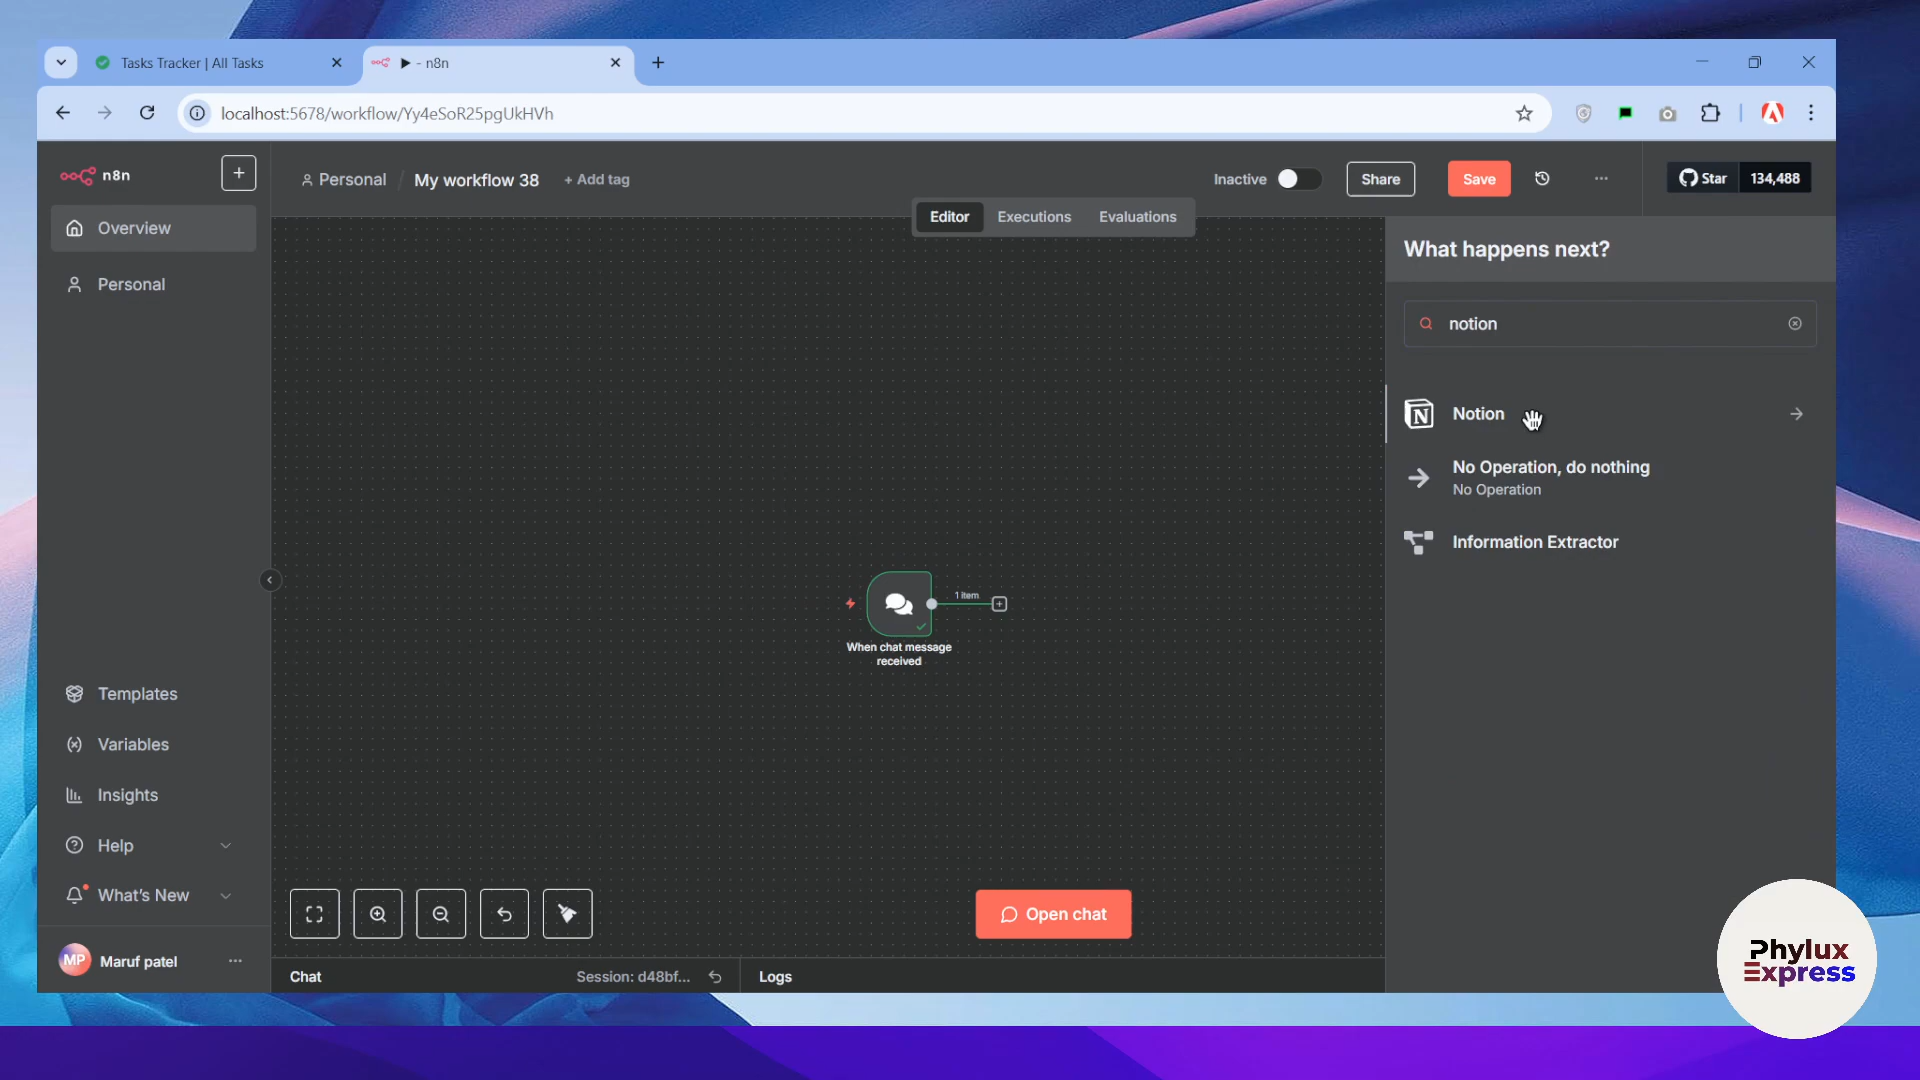 Tasks Tracker | All Tasks
▶ - n8n
localhost:5678/workflow/Yy4eSoR25pgUkHVh
n8n
Personal / My workflow 38 + Add tag
Inactive
Share
Save
Star 134,488
Overview
Personal
Editor Executions Evaluations
What happens next?
notion
Notion
No Operation, do nothing
No Operation
Information Extractor
1 item
When chat message
received
Templates
Variables
Insights
Help
What's New
MP Maruf patel
Open chat
Chat
Session: d48bf...
Logs
Phylux
Express